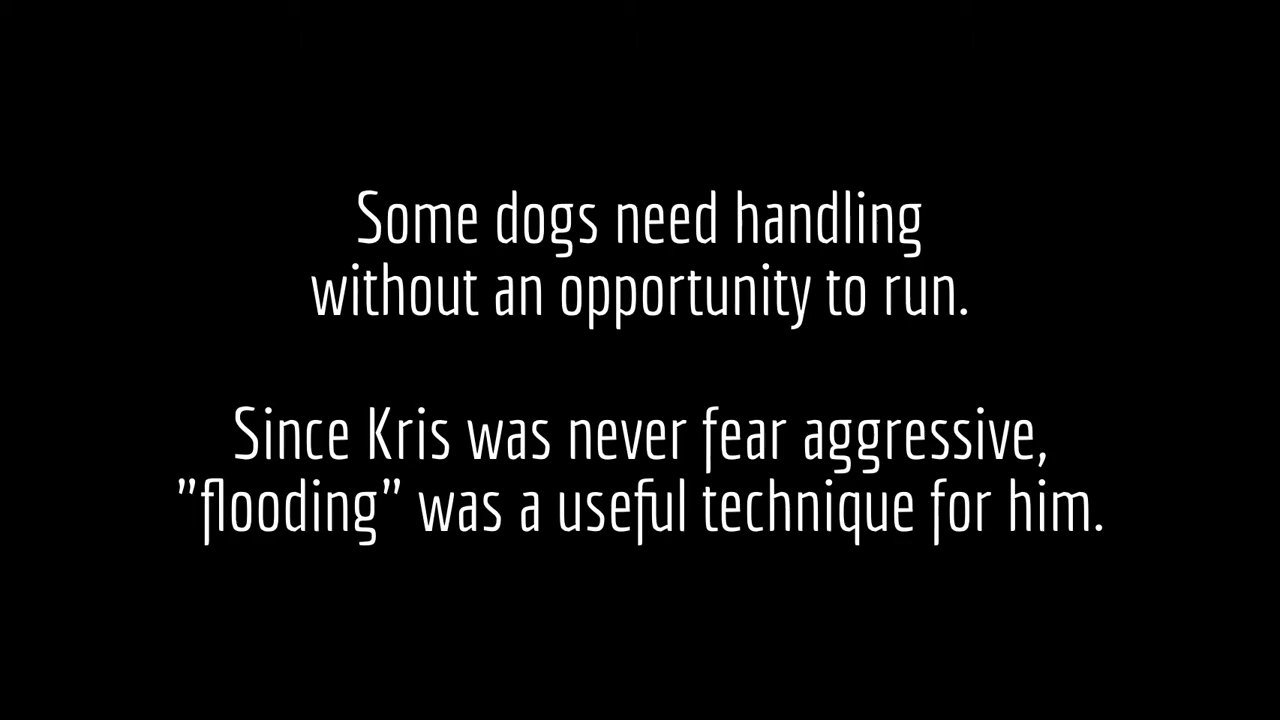 Some dogs need handling
without an opportunity to run.
Since Kris was never fear aggressive,
"flooding" was a useful technique for him.